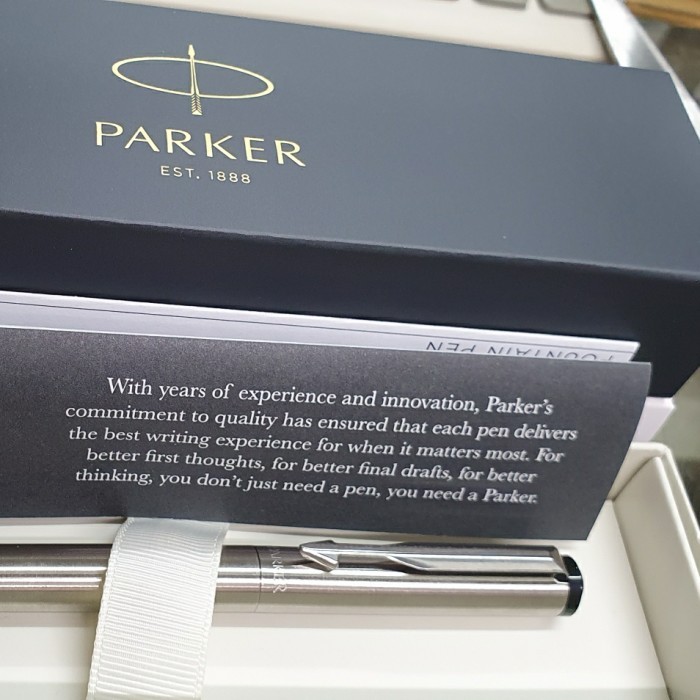 PARKER
EST. 1888
FOUNTAIN PEN
With years of experience and innovation, Parker's
commitment to quality has ensured that each pen delivers
the best writing experience for when it matters most. For
better first thoughts, for better final drafts, for better
thinking, you don't just need a pen, you need a Parker.
PARKER